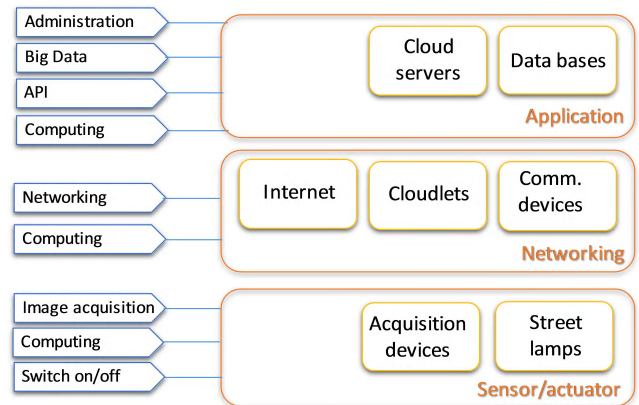 Administration
Big Data
API
Computing
Cloud
servers
Data bases
Application
Networking
Computing
Internet
Cloudlets
Comm.
devices
Networking
Image acquisition
Computing
Switch on/off
Acquisition
devices
Street
lamps
Sensor/actuator